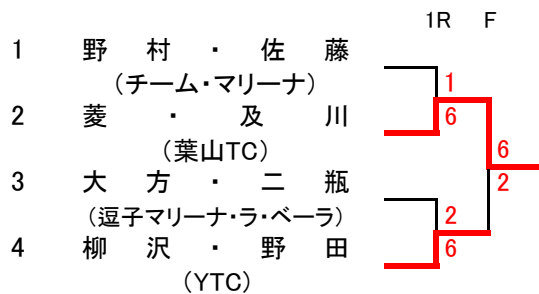 1R F
1 野村・佐藤
(チーム・マリーナ)
1
2 菱・及川
6
(葉山TC)
6
3 大方・二瓶
2
(逗子マリーナ・ラ・ベーラ)
2
4 柳沢・野田
6
(YTC)